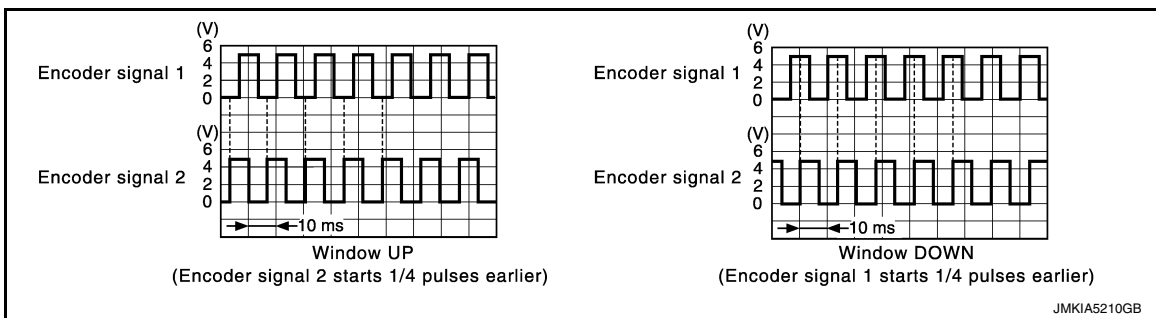 (V)
6
4
2
0
Encoder signal 1
(V)
6
4
2
0
Encoder signal 2
10 ms
Window UP
(Encoder signal 2 starts 1/4 pulses earlier)
(V)
6
4
2
0
Encoder signal 1
(V)
6
4
2
0
Encoder signal 2
10 ms
Window DOWN
(Encoder signal 1 starts 1/4 pulses earlier)
JMKIA5210GB